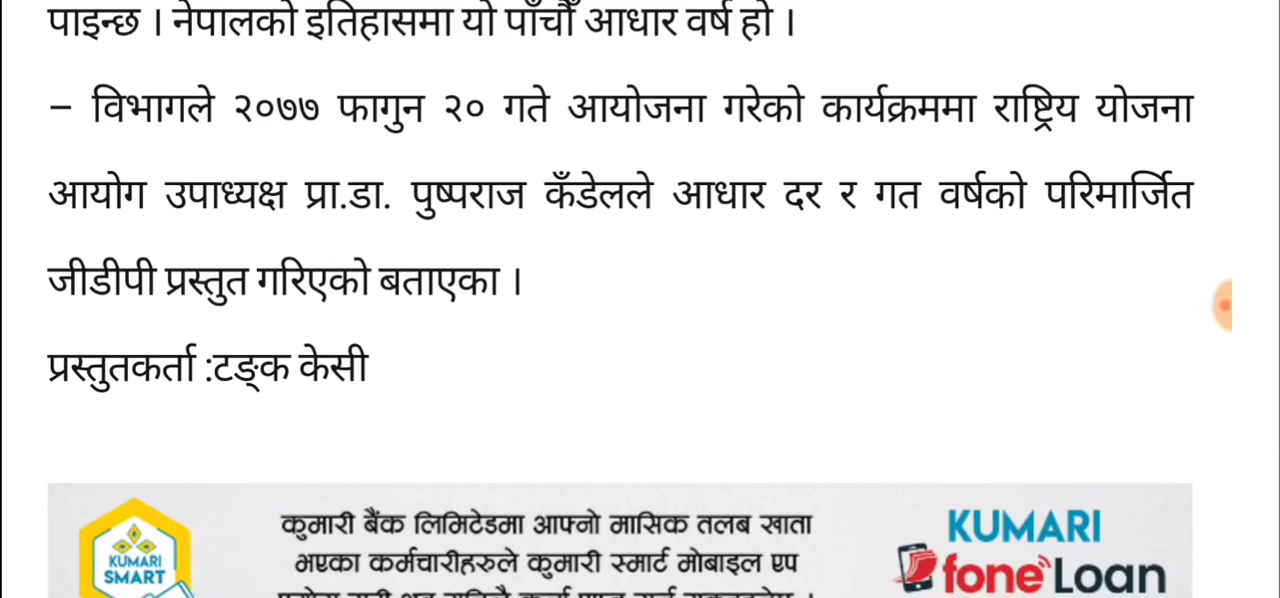 पाइन्छ । नेपालको इतिहासमा यो पाँचौँ आधार वर्ष हो ।
– विभागले २०७७ फागुन २० गते आयोजना गरेको कार्यक्रममा राष्ट्रिय योजना
आयोग उपाध्यक्ष प्रा.डा. पुष्पराज कँडेलले आधार दर र गत वर्षको परिमार्जित
जीडीपी प्रस्तुत गरिएको बताएका ।
प्रस्तुतकर्ता :टङ्क केसी
कुमारी बैंक लिमिटेडमा आफ्नो मासिक तलब खाता
भएका कर्मचारीहरुले कुमारी स्मार्ट मोबाइल एप
KUMARI
SMART
KUMARI
fone Loan